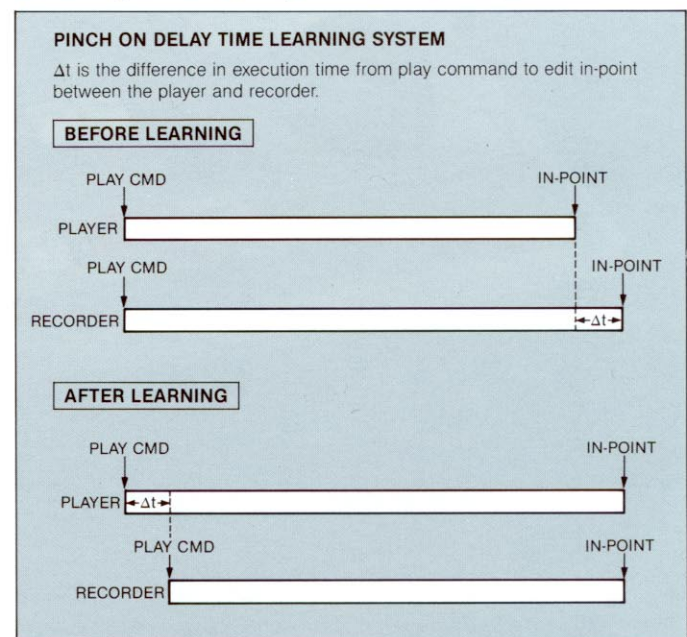 PINCH ON DELAY TIME LEARNING SYSTEM
Δt is the difference in execution time from play command to edit in-point
between the player and recorder.
BEFORE LEARNING
PLAY CMD IN-POINT
PLAYER
PLAY CMD IN-POINT
RECORDER Δt
AFTER LEARNING
PLAY CMD IN-POINT
PLAYER Δt
PLAY CMD IN-POINT
RECORDER